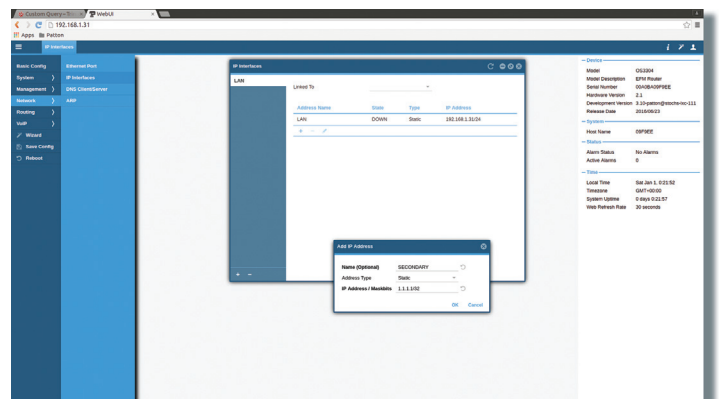 Custom Query
WebUI
192.168.1.31
Apps Patton
IP Interfaces
Basic Config
System
Management
Network
Routing
VoIP
Wizard
Save Config
Reboot
Ethernet Port
IP Interfaces
DNS Client/Server
ARP
IP Interfaces
LAN
Linked To
Address Name State Type IP Address
LAN DOWN Static 192.168.1.31/24
Add IP Address
Name (Optional) SECONDARY
Address Type Static
IP Address / Maskbits 1.1.1.1/32
OK Cancel
Device
Model OS3304
Model Description EFM Router
Serial Number 00A0BA09F9EE
Hardware Version 2.1
Development Version
Release Date 2016/06/23
System
Host Name 09F9EE
Status
Alarm Status No Alarms
Active Alarms 0
Time
Local Time Sat Jan 1, 0:21:52
Timezone GMT+00:00
System Uptime 0 days 0:21:57
Web Refresh Rate 30 seconds